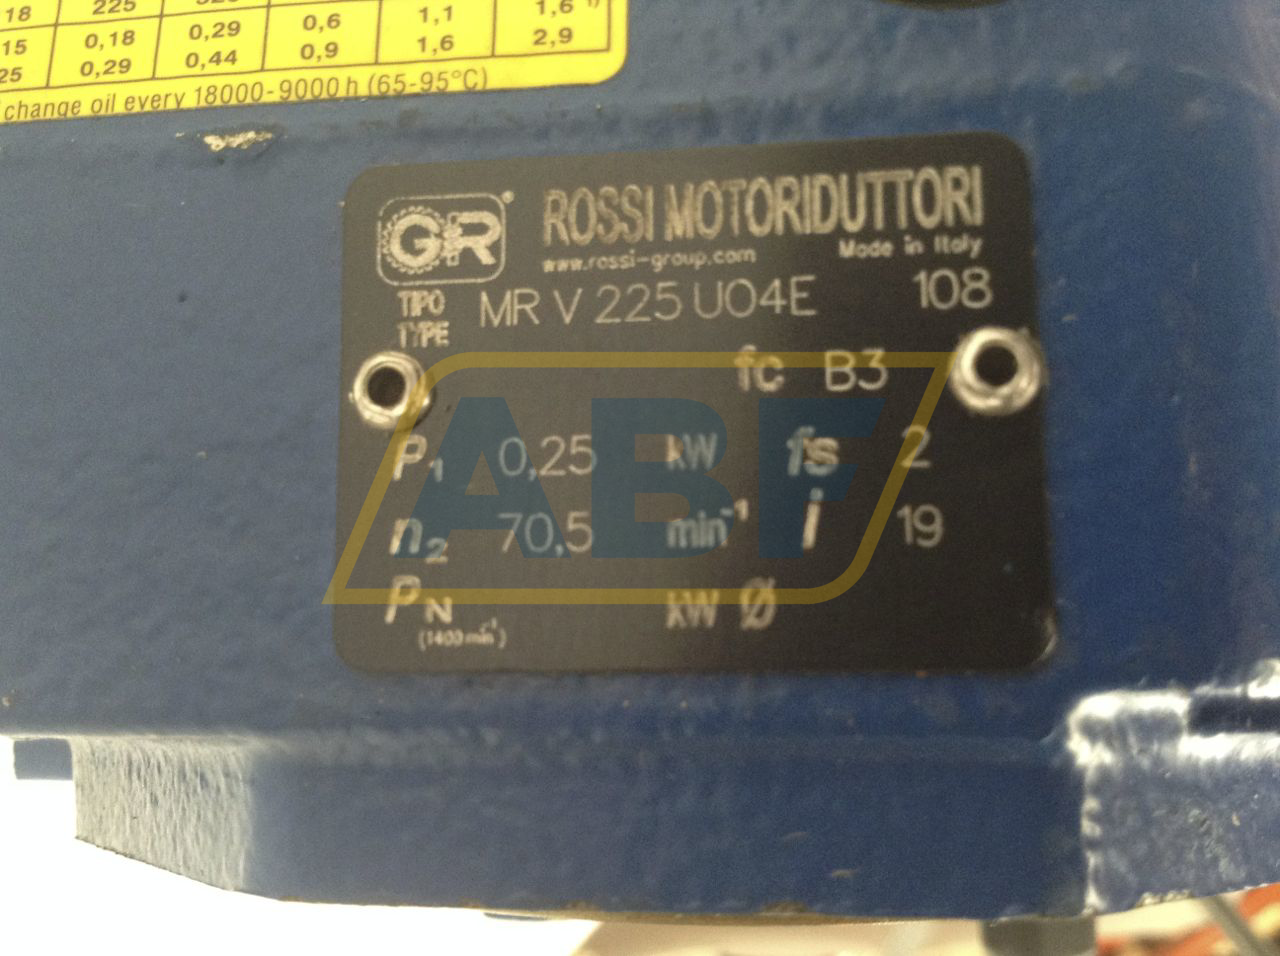 18 225 1,1 1,6 1)
15 0,18 0,29 0,6 1,6 2,9
25 0,29 0,44 0,9
change oil every 18000-9000 h (65-95°C)
GR® ROSSI MOTORIDUTTORI
www.rossi-group.com Made in Italy
TIPO
TYPE MR V 225 UO4E 108
fc B3
P1 0,25 kW fs 2
n2 70,5 min-1 i 19
PN kW Ø
(1400 min-1)
ABF